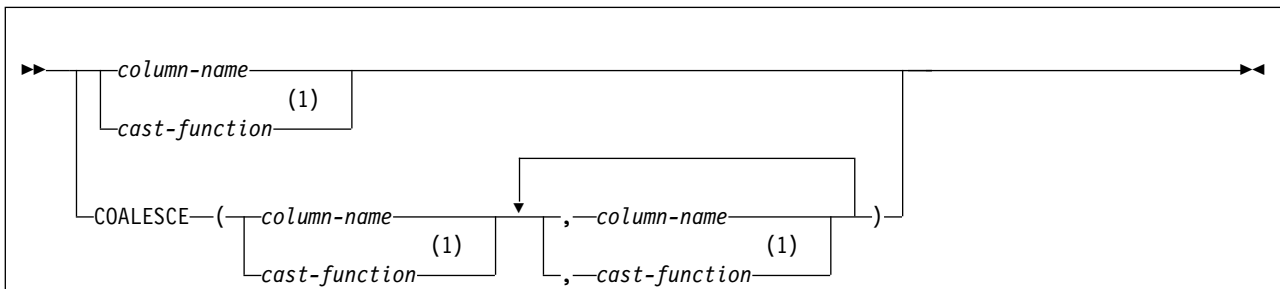 column-name
(1)
cast-function
COALESCE ( column-name , column-name )
(1) (1)
cast-function , cast-function